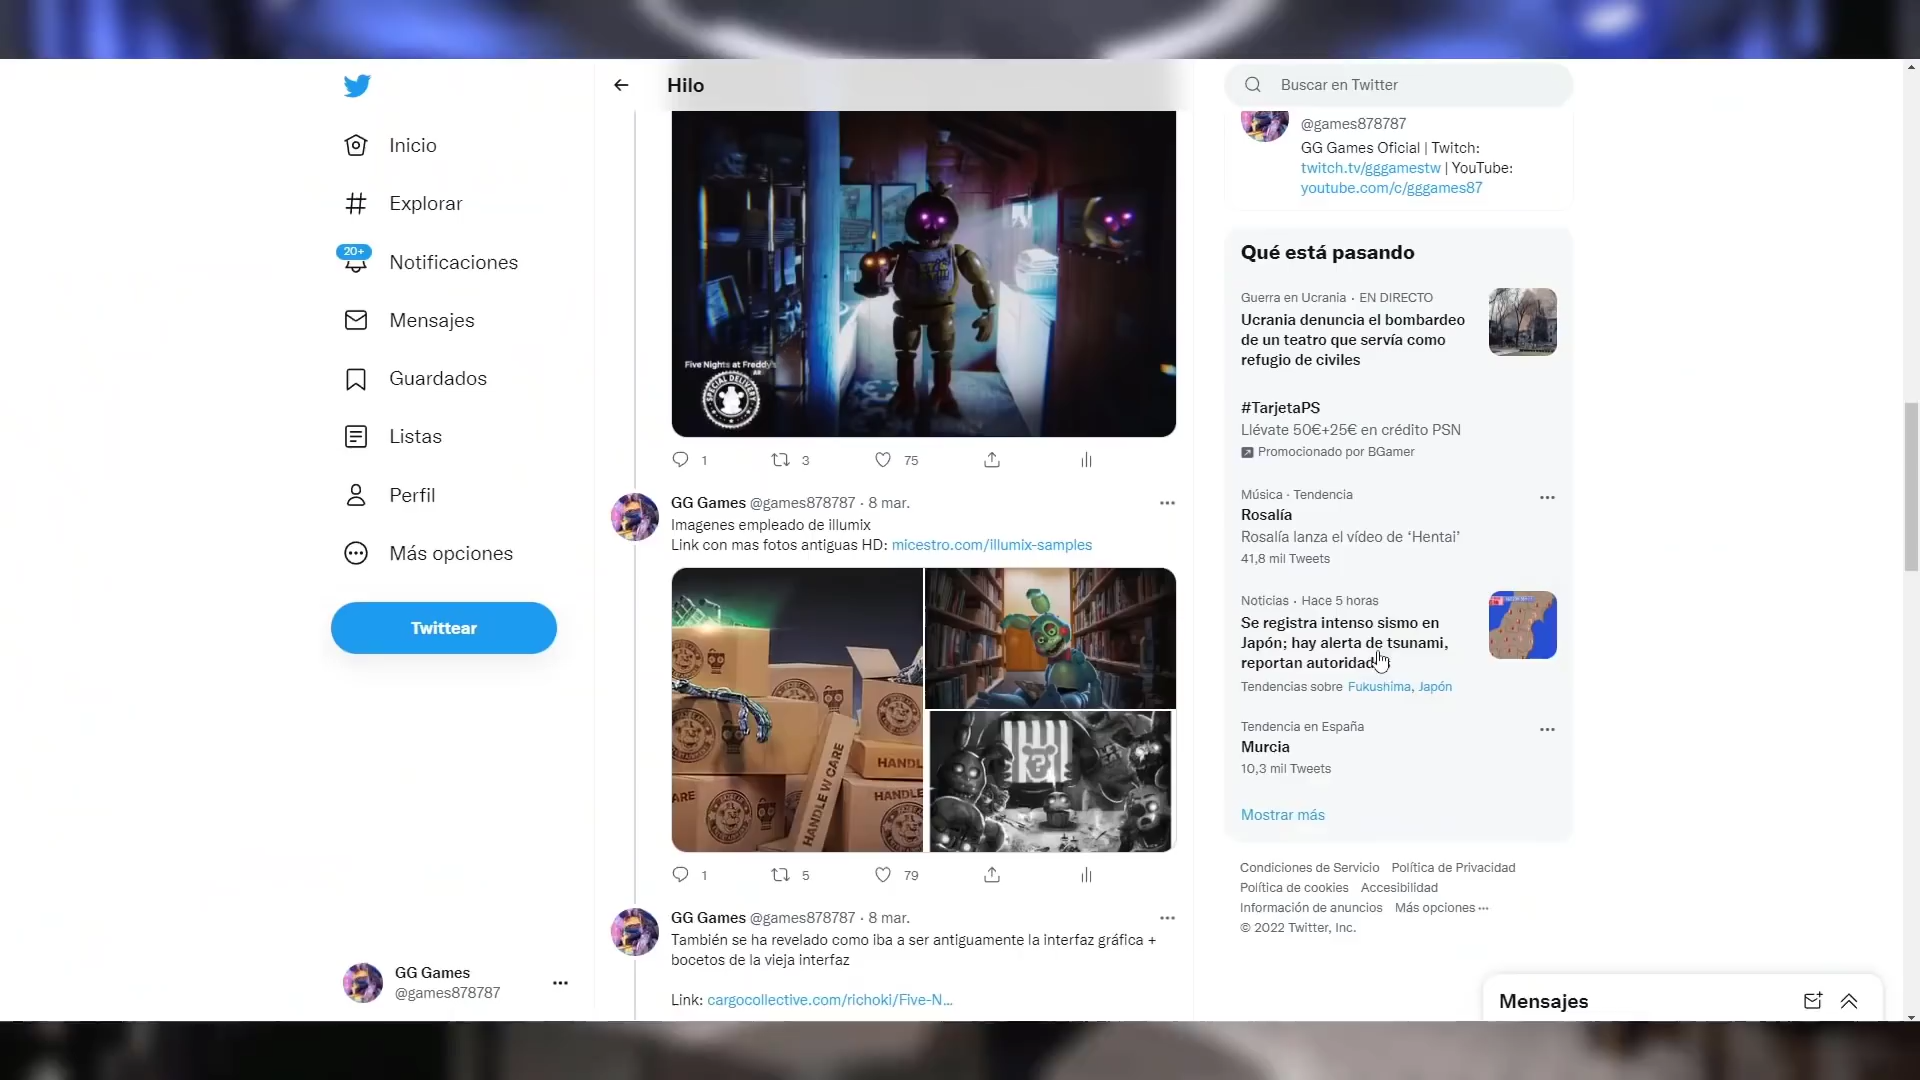 Inicio
Explorar
20+
Notificaciones
Mensajes
Guardados
Listas
Perfil
Más opciones
Twittear
GG Games
@games878787
Hilo
Five Nights at Freddy's
AR
SPECIAL DELIVERY
1 3 75
GG Games @games878787 · 8 mar.
Imagenes empleado de illumix
Link con mas fotos antiguas HD: micestro.com/illumix-samples
HANDLE W CARE
HANDL
HANDLE
ARE
1 5 79
GG Games @games878787 · 8 mar.
También se ha revelado como iba a ser antiguamente la interfaz gráfica +
bocetos de la vieja interfaz
Link: cargocollective.com/richoki/Five-N...
Buscar en Twitter
@games878787
GG Games Oficial | Twitch:
twitch.tv/gggamestw | YouTube:
youtube.com/c/gggames87
Qué está pasando
Guerra en Ucrania · EN DIRECTO
Ucrania denuncia el bombardeo
de un teatro que servía como
refugio de civiles
#TarjetaPS
Llévate 50€+25€ en crédito PSN
Promocionado por BGamer
Música · Tendencia
Rosalía
Rosalía lanza el vídeo de ‘Hentai’
41,8 mil Tweets
Noticias · Hace 5 horas
Se registra intenso sismo en
Japón; hay alerta de tsunami,
reportan autoridades
Tendencias sobre Fukushima, Japón
Tendencia en España
Murcia
10,3 mil Tweets
Mostrar más
Condiciones de Servicio Política de Privacidad
Política de cookies Accesibilidad
Información de anuncios Más opciones ···
© 2022 Twitter, Inc.
Mensajes